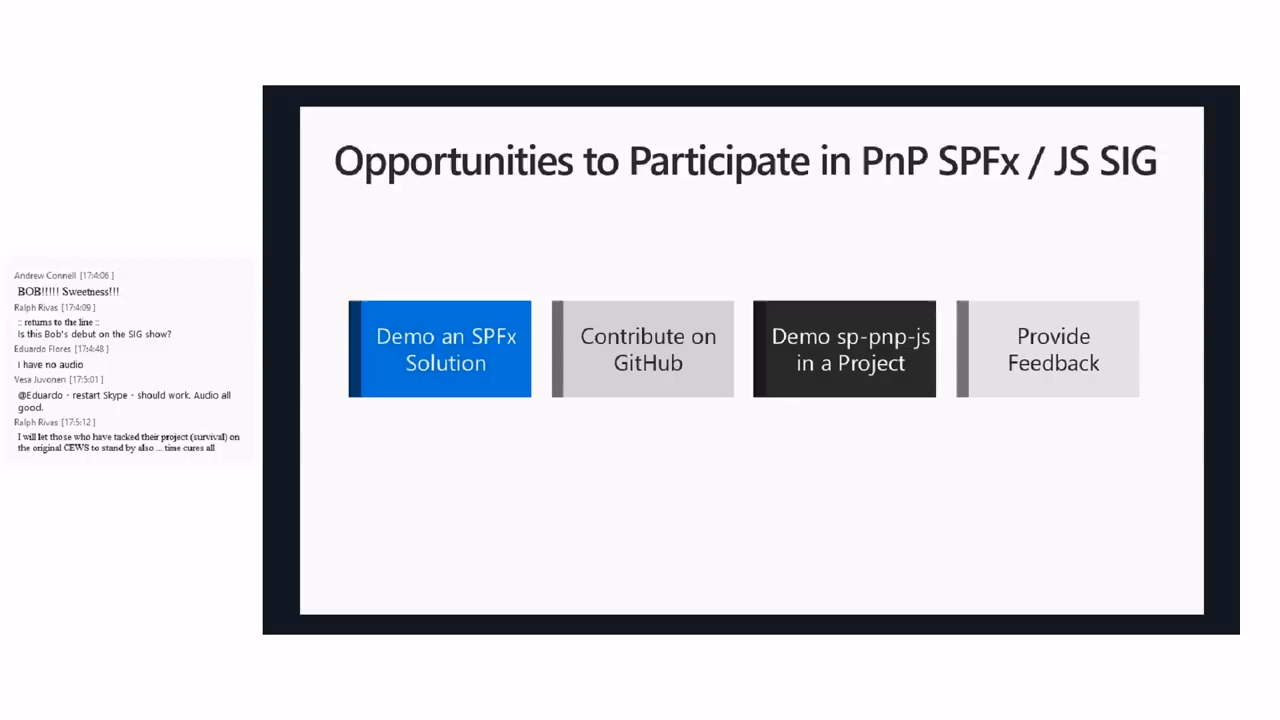 Opportunities to Participate in PnP SPFx / JS SIG
Demo an SPFx
Solution
Contribute on
GitHub
Demo sp-pnp-js
in a Project
Provide
Feedback
Andrew Connell [17:4:06 ]
BOB!!!!! Sweetness!!!
Ralph Rivas [17:4:09 ]
:: returns to the line ::
Is this Bob's debut on the SIG show?
Eduardo Flores [17:4:48 ]
I have no audio
Vesa Juvonen [17:5:01 ]
@Eduardo - restart Skype - should work. Audio all
good.
Ralph Rivas [17:5:12 ]
I will let those who have tacked their project (survival) on
the original CEWS to stand by also ... time cures all